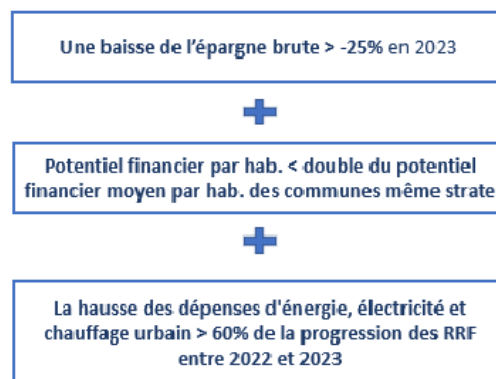 Une baisse de l'épargne brute > -25% en 2023
Potentiel financier par hab. < double du potentiel
financier moyen par hab. des communes même strate
La hausse des dépenses d'énergie, électricité et
chauffage urbain > 60% de la progression des RRF
entre 2022 et 2023